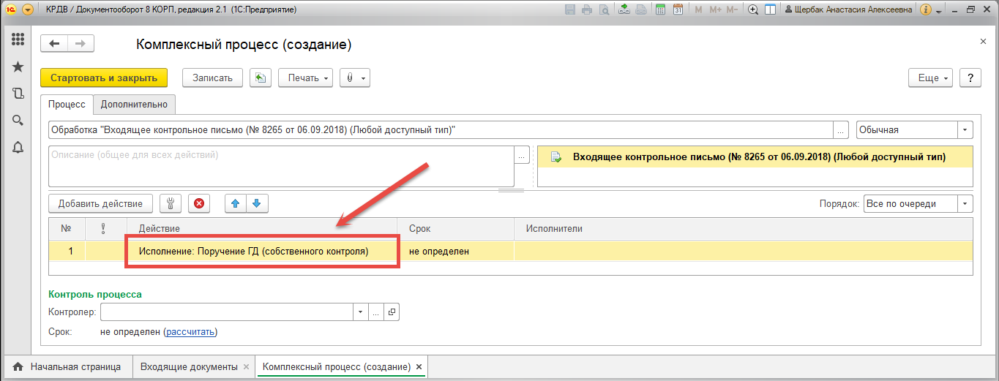 КРДВ / Документооборот 8 КОРП, редакция 2.1 (1С:Предприятие)
M M+ M-
31
Щербак Анастасия Алексеевна
Комплексный процесс (создание)
Стартовать и закрыть Записать Печать Еще ?
Процесс Дополнительно
Обработка "Входящее контрольное письмо (№ 8265 от 06.09.2018) (Любой доступный тип)" ... Обычная
Описание (общее для всех действий) ... Входящее контрольное письмо (№ 8265 от 06.09.2018) (Любой доступный тип)
Добавить действие Порядок: Все по очереди
№ ! Действие Срок Исполнители
1 Исполнение: Поручение ГД (собственного контроля) не определен
Контроль процесса
Контролер: ...
Срок: не определен (рассчитать)
Начальная страница Входящие документы × Комплексный процесс (создание) ×